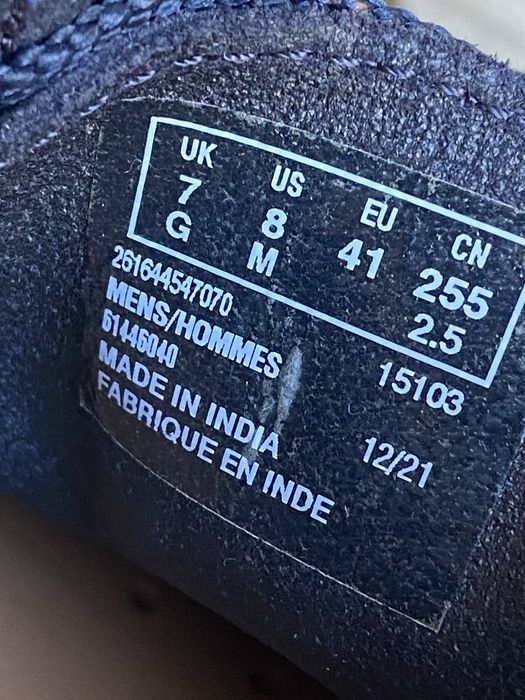 UK US EU CN
7 8 41 255
G M 2.5
261644547070
MENS/HOMMES 15103
61446040
MADE IN INDIA 12/21
FABRIQUE EN INDE